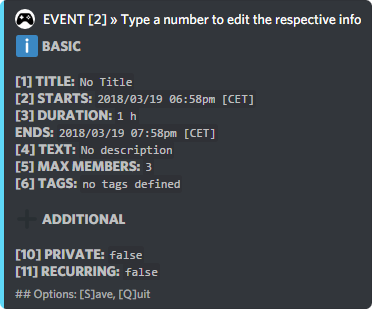 EVENT [2] » Type a number to edit the respective info
BASIC
[1] TITLE: No Title
[2] STARTS: 2018/03/19 06:58pm [CET]
[3] DURATION: 1 h
ENDS: 2018/03/19 07:58pm [CET]
[4] TEXT: No description
[5] MAX MEMBERS: 3
[6] TAGS: no tags defined
ADDITIONAL
[10] PRIVATE: false
[11] RECURRING: false
## Options: [S]ave, [Q]uit